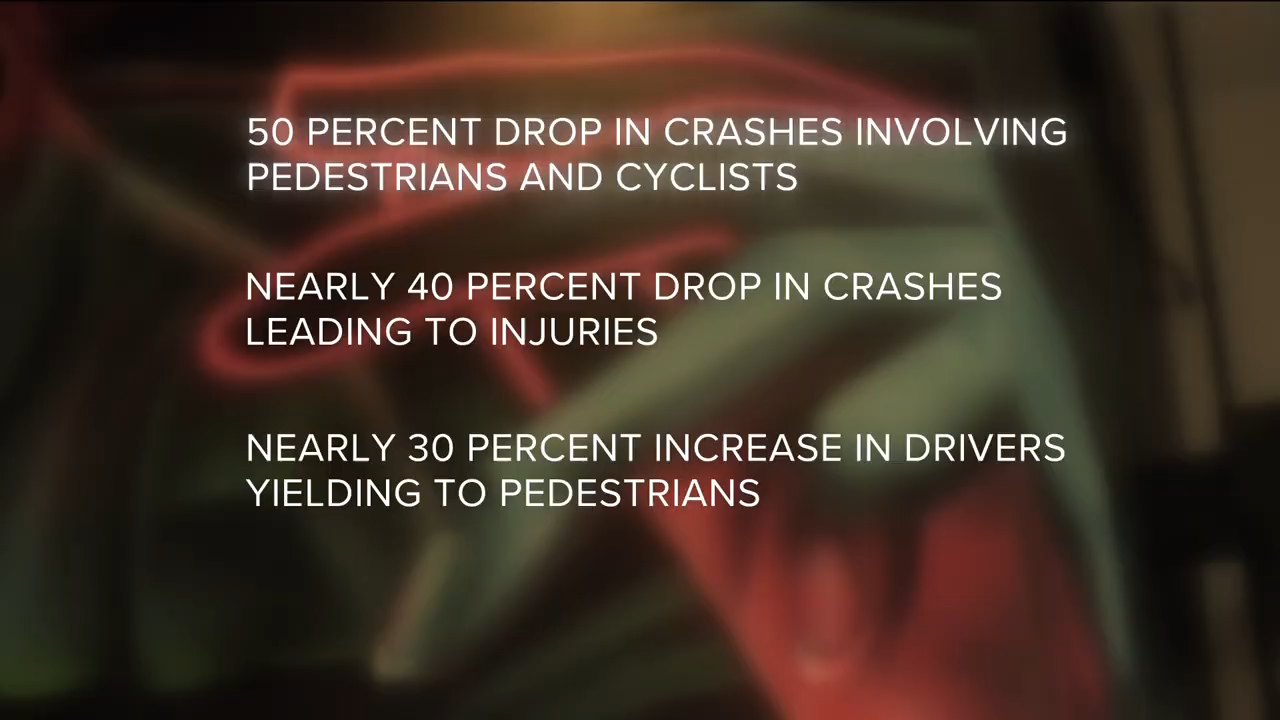 50 PERCENT DROP IN CRASHES INVOLVING
PEDESTRIANS AND CYCLISTS
NEARLY 40 PERCENT DROP IN CRASHES
LEADING TO INJURIES
NEARLY 30 PERCENT INCREASE IN DRIVERS
YIELDING TO PEDESTRIANS